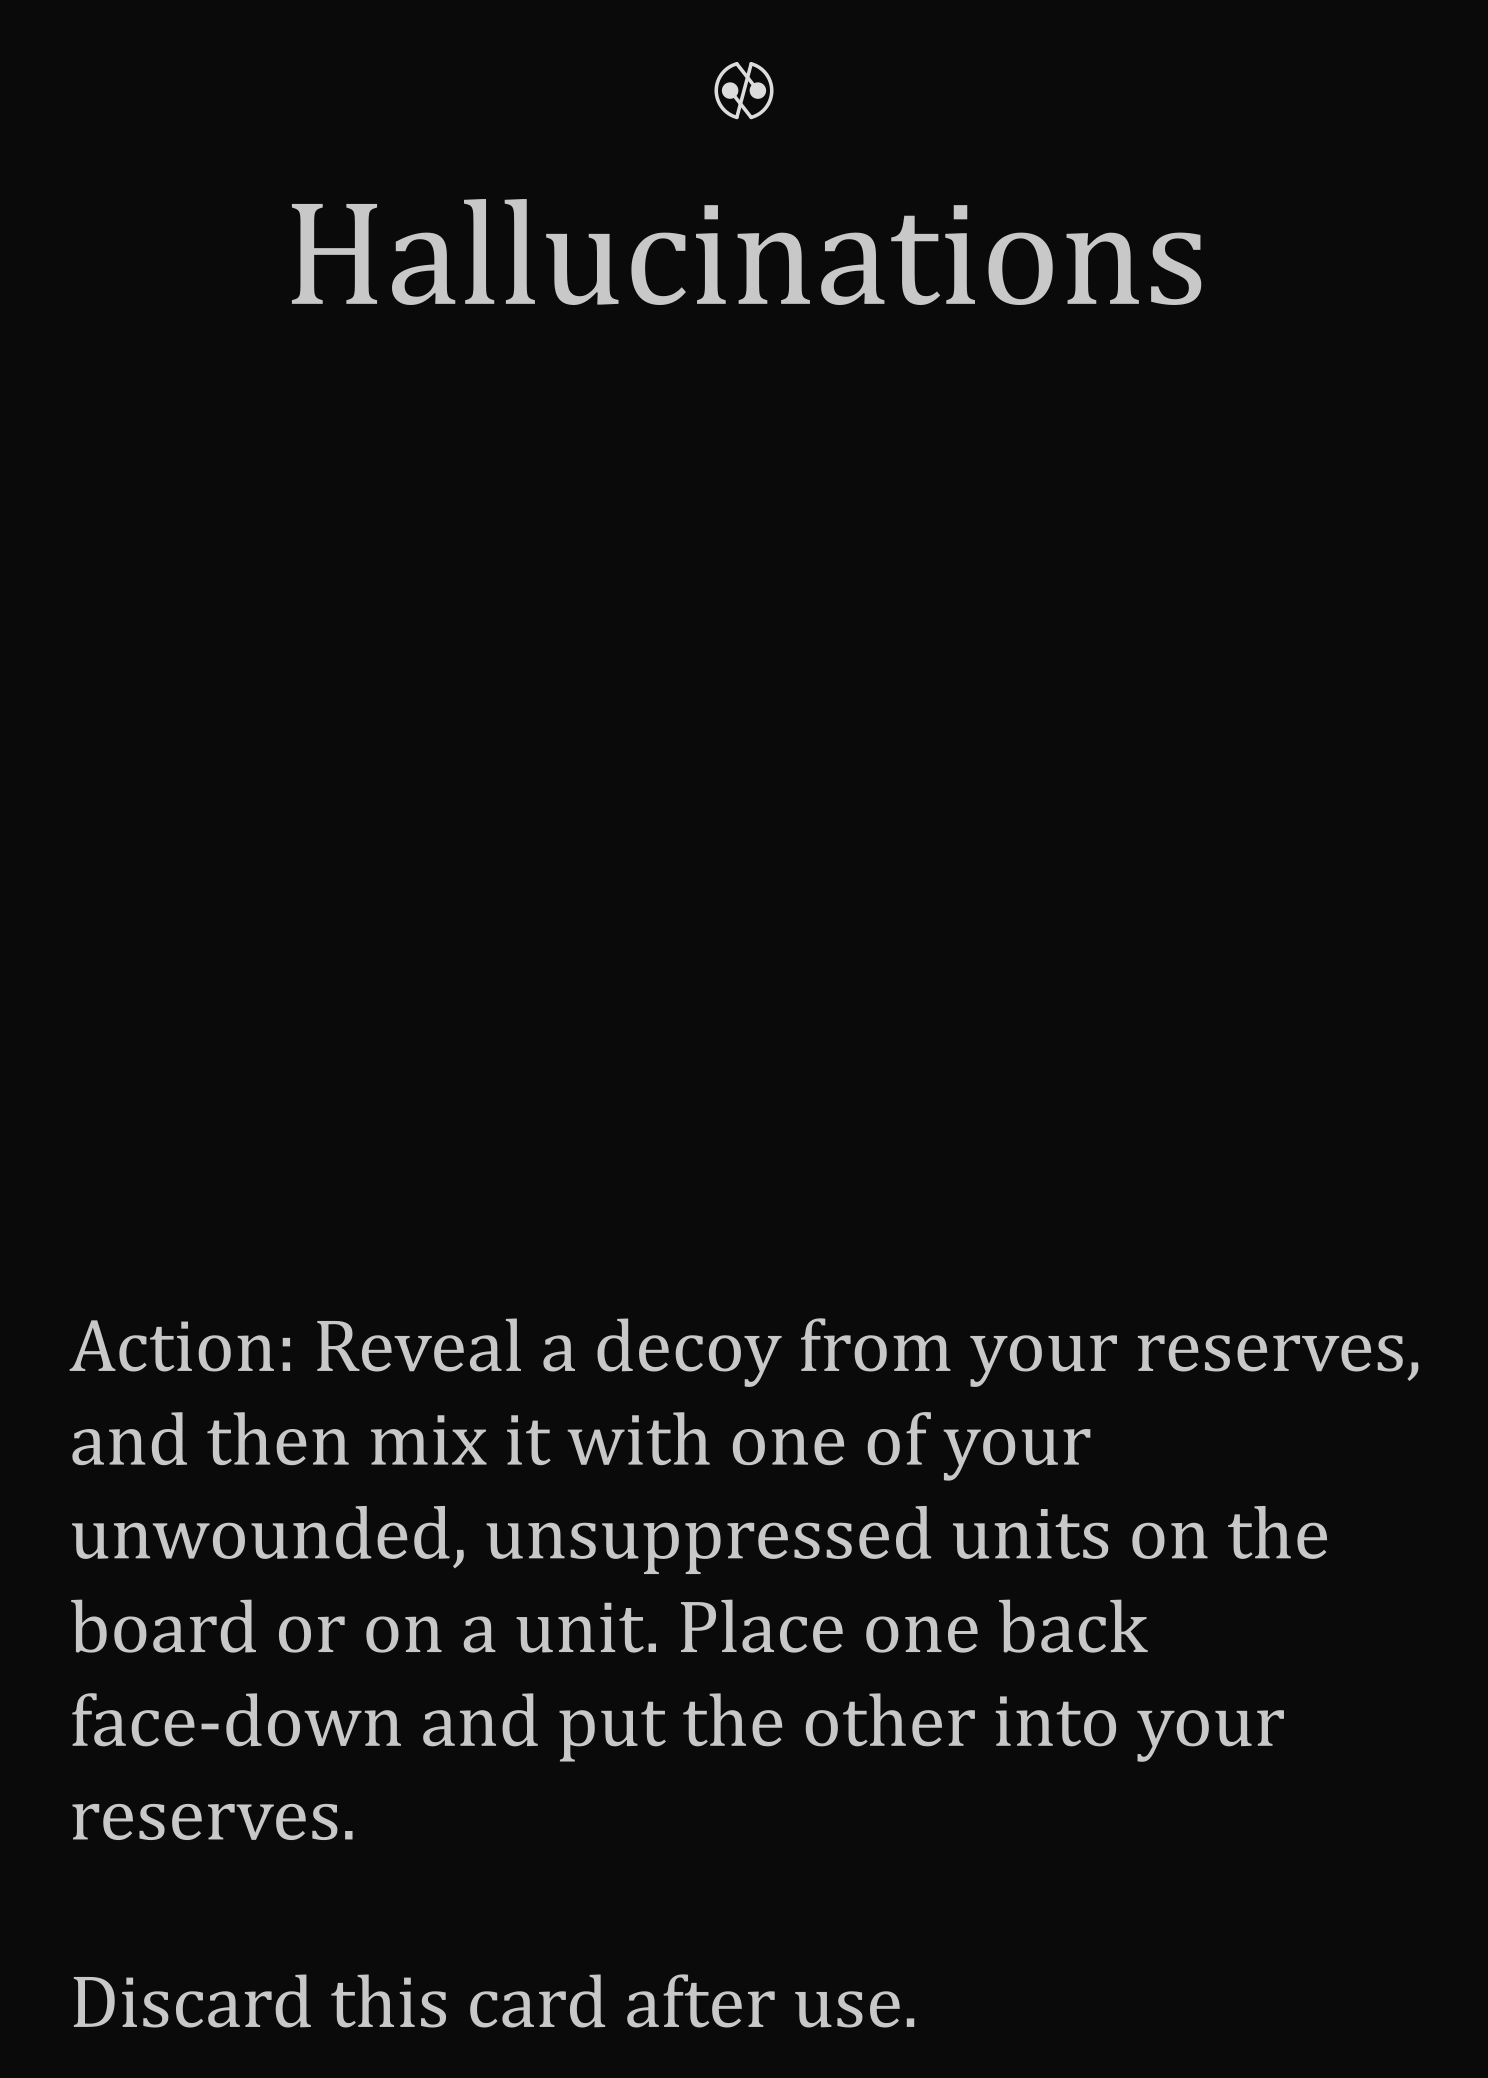 Hallucinations
Action: Reveal a decoy from your reserves,
and then mix it with one of your
unwounded, unsuppressed units on the
board or on a unit. Place one back
face-down and put the other into your
reserves.
Discard this card after use.